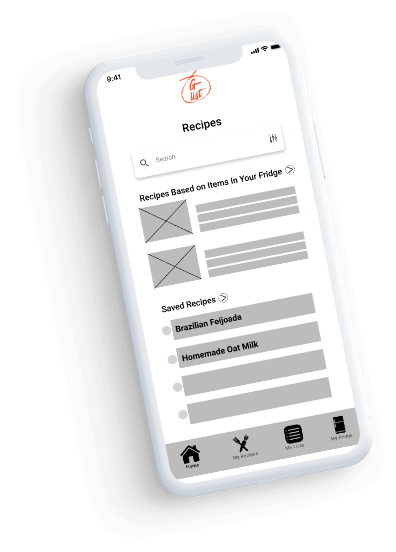 9:41
G
list
Recipes
Search
Recipes Based on Items In Your Fridge
Saved Recipes
Brazilian Feijoada
Homemade Oat Milk
Home
My Recipes
My Lists
My Fridge